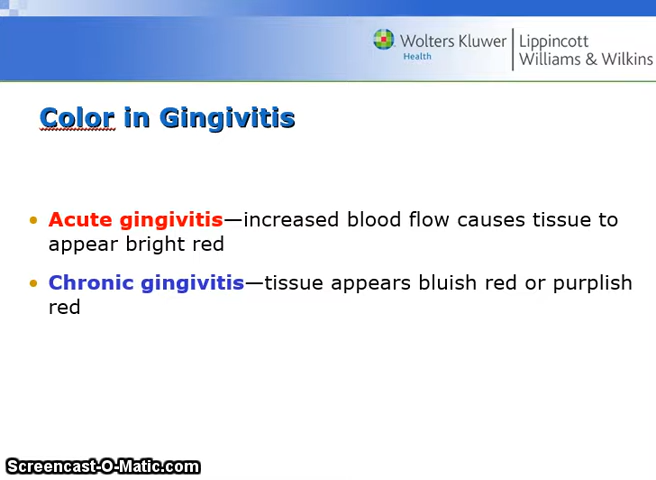 Wolters Kluwer
Health
Lippincott
Williams & Wilkins
Color in Gingivitis
• Acute gingivitis—increased blood flow causes tissue to
appear bright red
• Chronic gingivitis—tissue appears bluish red or purplish
red
Screencast-O-Matic.com